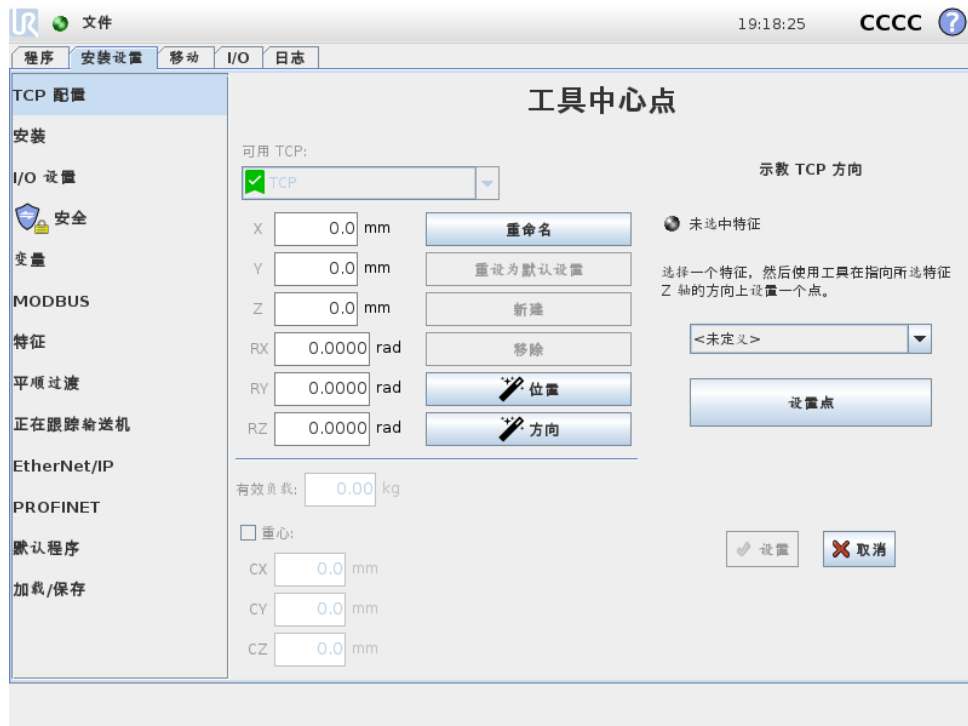 UR 文件 19:18:25 CCCC ?
程序 安装设置 移动 I/O 日志
TCP 配置
安装
I/O 设置
安全
变量
MODBUS
特征
平顺过渡
正在跟踪输送机
EtherNet/IP
PROFINET
默认程序
加载/保存
工具中心点
可用 TCP:
TCP
X 0.0 mm 重命名
Y 0.0 mm 重设为默认设置
Z 0.0 mm 新建
RX 0.0000 rad 移除
RY 0.0000 rad 位置
RZ 0.0000 rad 方向
有效负载: 0.00 kg
重心:
CX 0.0 mm
CY 0.0 mm
CZ 0.0 mm
示教 TCP 方向
未选中特征
选择一个特征，然后使用工具在指向所选特征
Z 轴的方向上设置一个点。
<未定义>
设置点
设置 取消